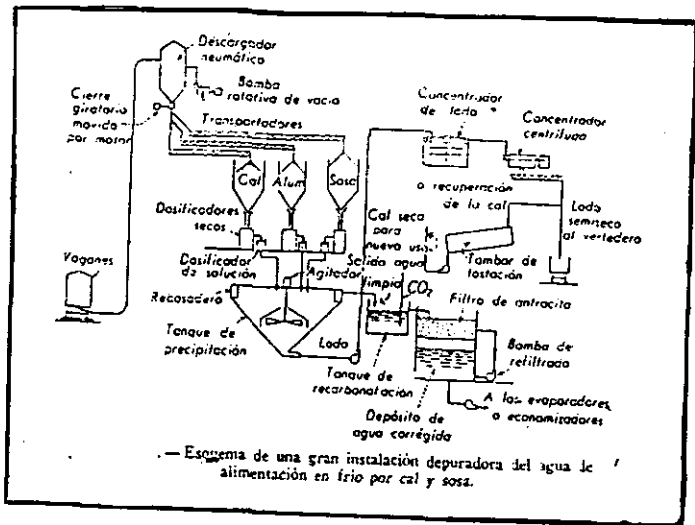 Descargador
neumático
Bomba
rotativa de vacío
Cierre
giratorio
movido
por motor
Transportadores
Cal
Alum
Sosa
Dosificadores
secos
Vagones
Dosificador
de solución
Agitador
Rebosadero
Tanque de
precipitación
Lodo
Concentrador
de lodo
Concentrador
centrífugo
a recuperación
de la cal
Cal seca
para
nuevo uso
Lodo
semiseco
al vertedero
Tambor de
tostación
Salida agua
limpia
CO2
Filtro de antracita
Bomba de
refiltrado
Tanque de
recarbonatación
Depósito de
agua corregida
A los evaporadores
o economizadores
— Esquema de una gran instalación depuradora del agua de
alimentación en frío por cal y sosa.